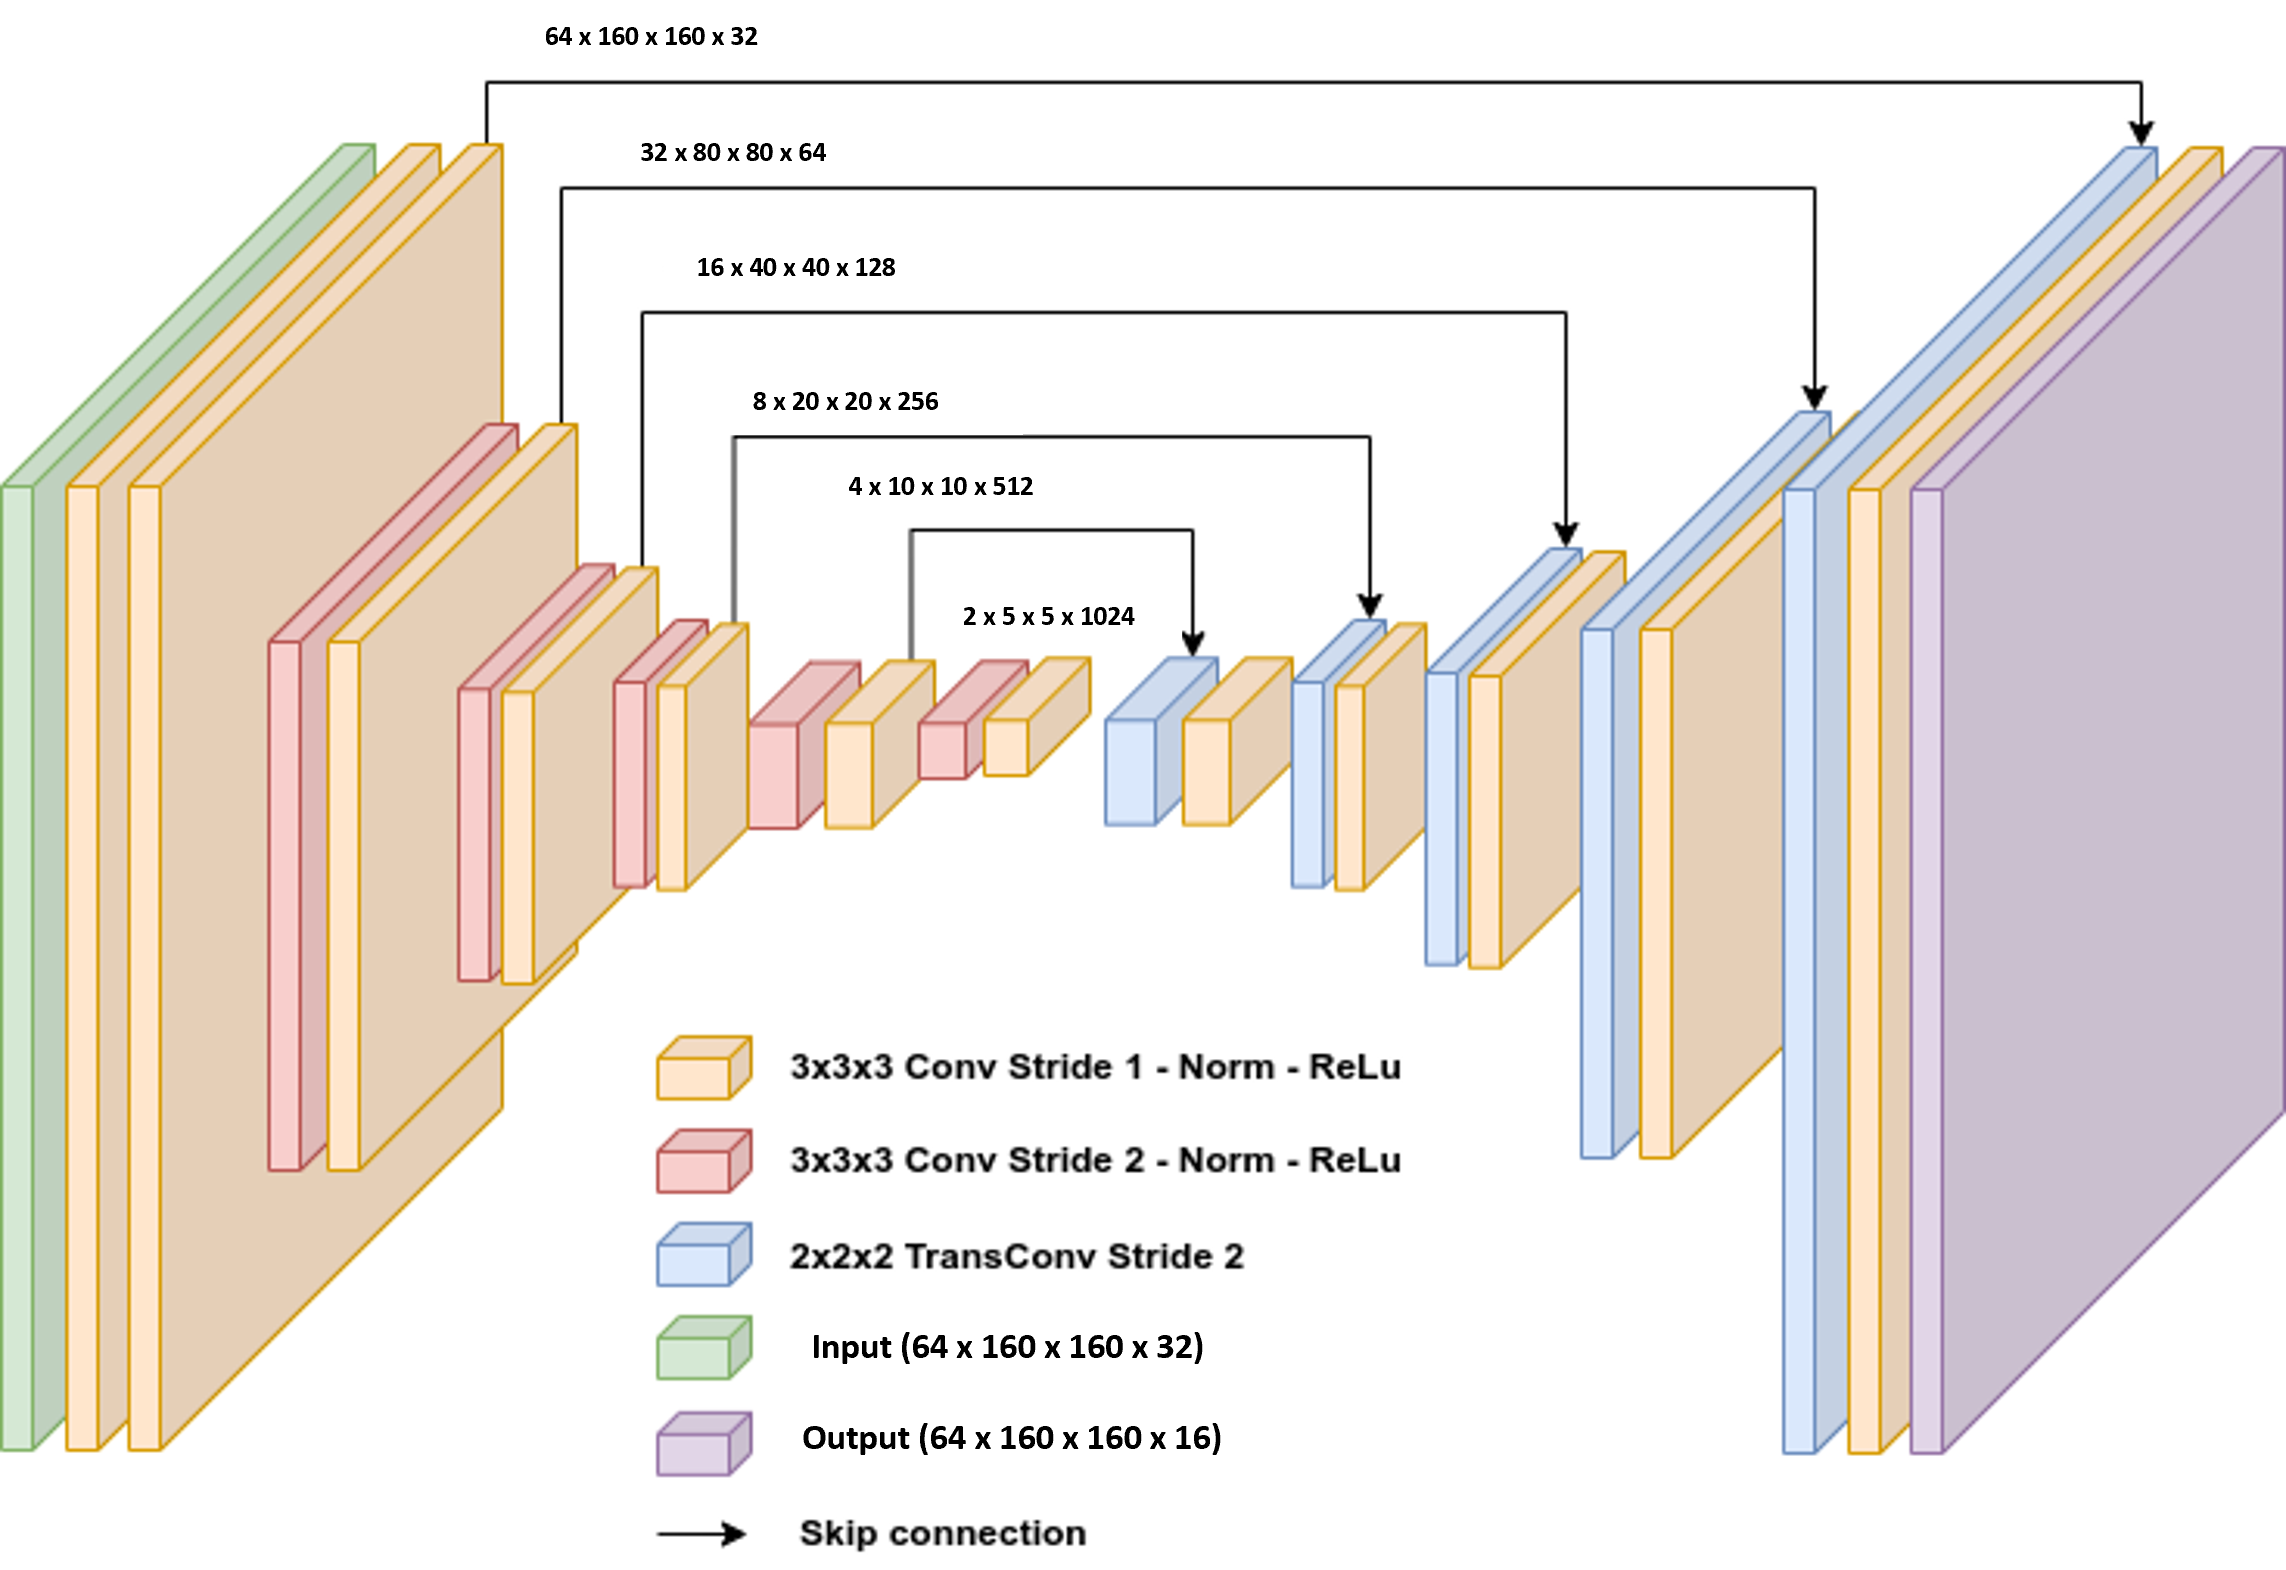 64 x 160 x 160 x 32
32 x 80 x 80 x 64
16 x 40 x 40 x 128
8 x 20 x 20 x 256
4 x 10 x 10 x 512
2 x 5 x 5 x 1024
3x3x3 Conv Stride 1 - Norm - ReLu
3x3x3 Conv Stride 2 - Norm - ReLu
2x2x2 TransConv Stride 2
Input (64 x 160 x 160 x 32)
Output (64 x 160 x 160 x 16)
Skip connection